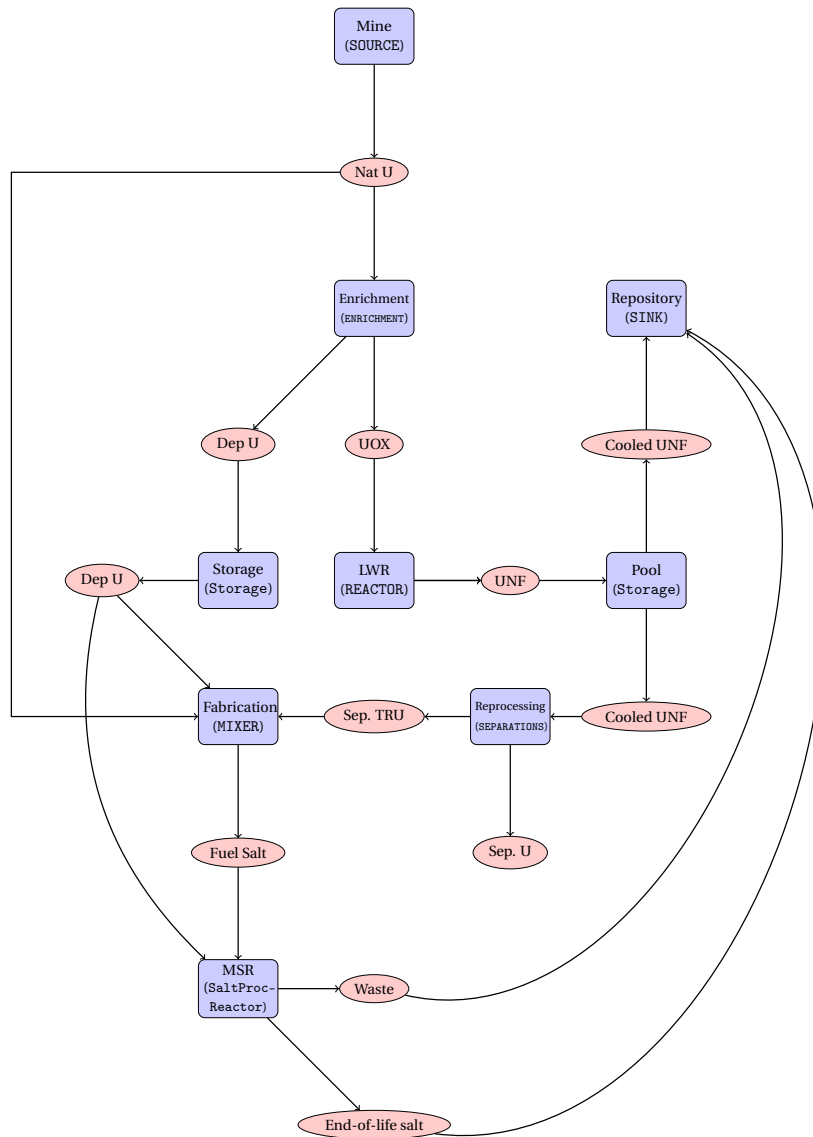 Mine
(SOURCE)
Nat U
Enrichment
(ENRICHMENT)
Repository
(SINK)
Dep U
UOX
Cooled UNF
Dep U
Storage
(Storage)
LWR
(REACTOR)
UNF
Pool
(Storage)
Fabrication
(MIXER)
Sep. TRU
Reprocessing
(SEPARATIONS)
Cooled UNF
Fuel Salt
Sep. U
MSR
(SaltProc-
Reactor)
Waste
End-of-life salt